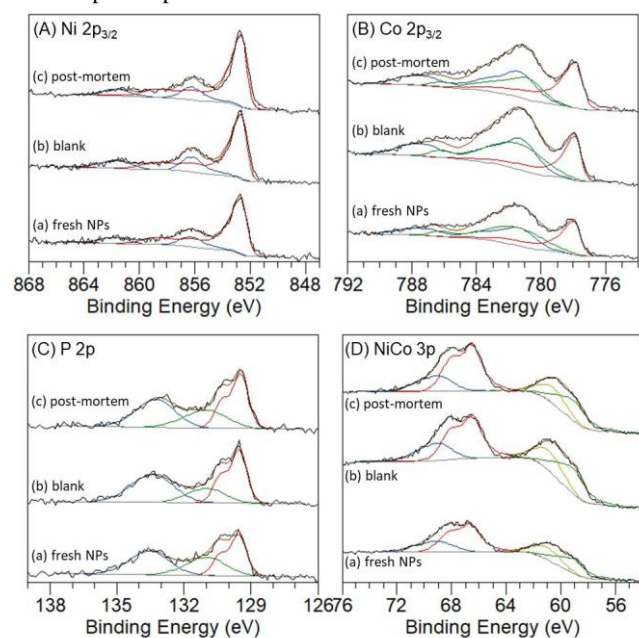 (A) Ni 2p3/2
(c) post-mortem
(b) blank
(a) fresh NPs
868 864 860 856 852 848
Binding Energy (eV)
(B) Co 2p3/2
(c) post-mortem
(b) blank
(a) fresh NPs
792 788 784 780 776
Binding Energy (eV)
(C) P 2p
(c) post-mortem
(b) blank
(a) fresh NPs
138 135 132 129 126
Binding Energy (eV)
(D) NiCo 3p
(c) post-mortem
(b) blank
(a) fresh NPs
76 72 68 64 60 56
Binding Energy (eV)